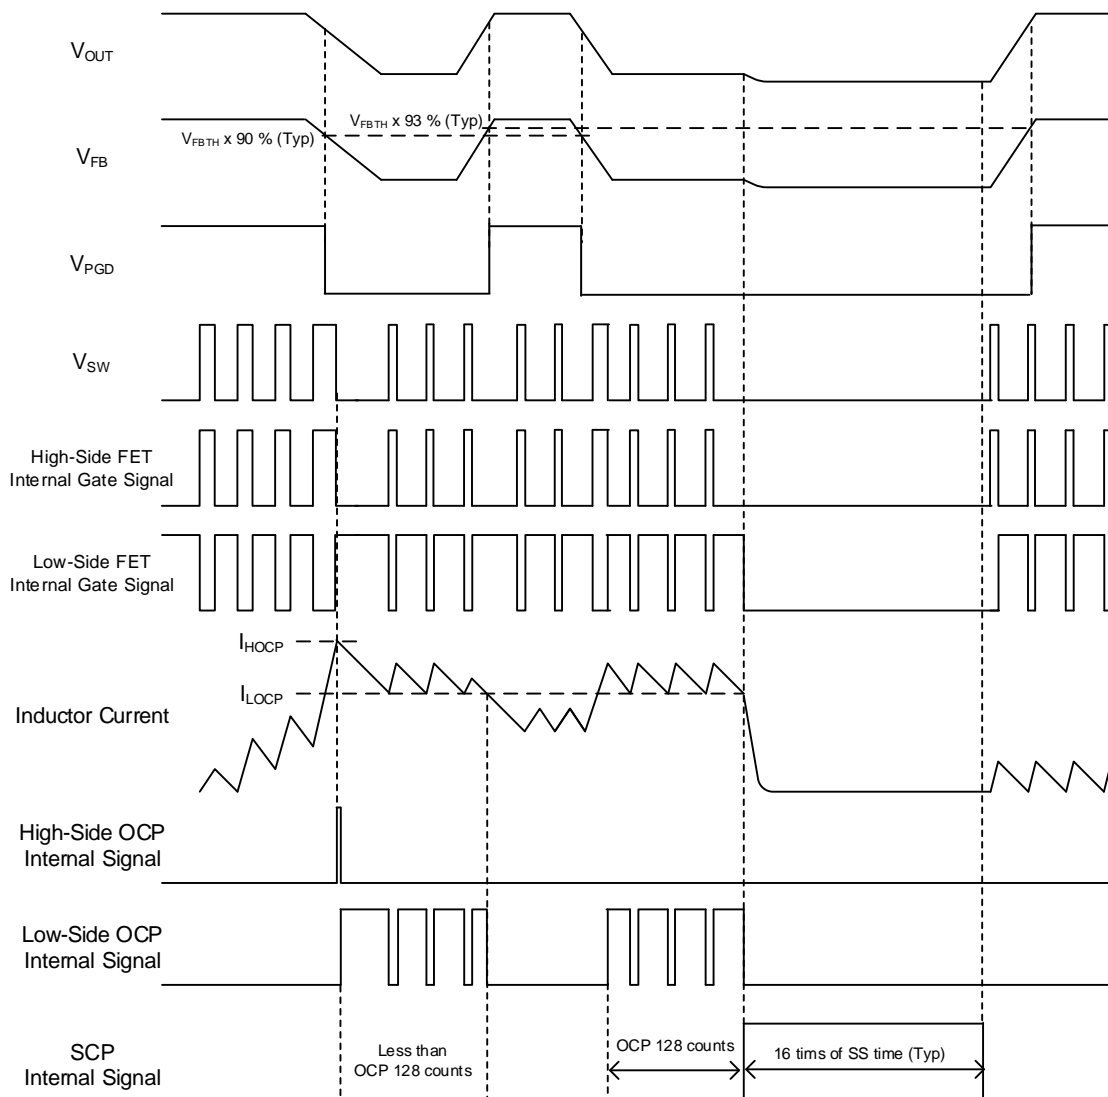 VOUT
VFBTH x 93 % (Typ)
VFBTH x 90 % (Typ)
VFB
VPGD
VSW
High-Side FET
Internal Gate Signal
Low-Side FET
Internal Gate Signal
IHOCP
ILOCP
Inductor Current
High-Side OCP
Internal Signal
Low-Side OCP
Internal Signal
SCP
Internal Signal
Less than
OCP 128 counts
OCP 128 counts
16 tims of SS time (Typ)